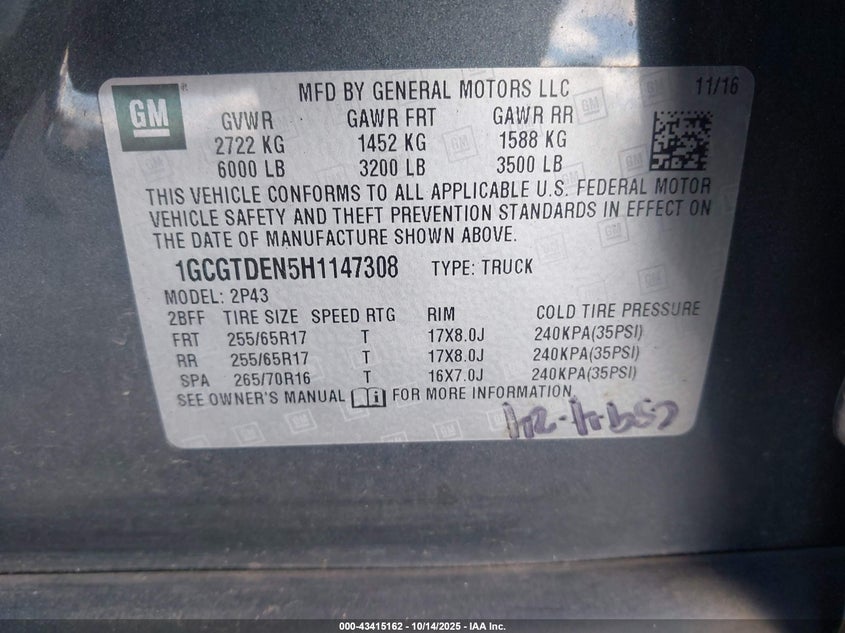 GM
MFD BY GENERAL MOTORS LLC 11/16
GVWR GAWR FRT GAWR RR
2722 KG 1452 KG 1588 KG
6000 LB 3200 LB 3500 LB
THIS VEHICLE CONFORMS TO ALL APPLICABLE U.S. FEDERAL MOTOR
VEHICLE SAFETY AND THEFT PREVENTION STANDARDS IN EFFECT ON
THE DATE OF MANUFACTURE SHOWN ABOVE.
1GCGTDEN5H1147308 TYPE: TRUCK
MODEL: 2P43
2BFF TIRE SIZE SPEED RTG RIM COLD TIRE PRESSURE
FRT 255/65R17 T 17X8.0J 240KPA(35PSI)
RR 255/65R17 T 17X8.0J 240KPA(35PSI)
SPA 265/70R16 T 16X7.0J 240KPA(35PSI)
SEE OWNER'S MANUAL FOR MORE INFORMATION
000-43415162 | 10/14/2025 - IAA Inc.